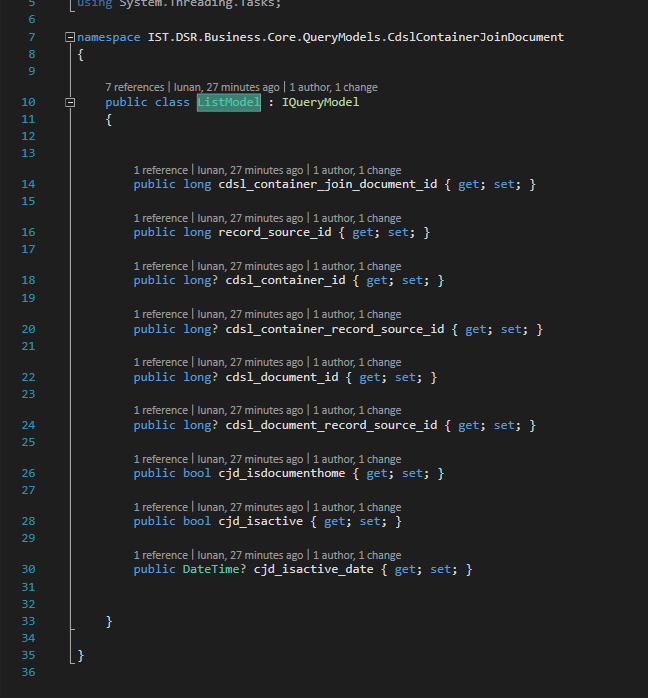 5 using System.Threading.Tasks;
6
7 namespace IST.DSR.Business.Core.QueryModels.CdslContainerJoinDocument
8 {
9
7 references | lunan, 27 minutes ago | 1 author, 1 change
10 public class ListModel : IQueryModel
11 {
12
13
1 reference | lunan, 27 minutes ago | 1 author, 1 change
14 public long cdsl_container_join_document_id { get; set; }
15
1 reference | lunan, 27 minutes ago | 1 author, 1 change
16 public long record_source_id { get; set; }
17
1 reference | lunan, 27 minutes ago | 1 author, 1 change
18 public long? cdsl_container_id { get; set; }
19
1 reference | lunan, 27 minutes ago | 1 author, 1 change
20 public long? cdsl_container_record_source_id { get; set; }
21
1 reference | lunan, 27 minutes ago | 1 author, 1 change
22 public long? cdsl_document_id { get; set; }
23
1 reference | lunan, 27 minutes ago | 1 author, 1 change
24 public long? cdsl_document_record_source_id { get; set; }
25
1 reference | lunan, 27 minutes ago | 1 author, 1 change
26 public bool cjd_isdocumenthome { get; set; }
27
1 reference | lunan, 27 minutes ago | 1 author, 1 change
28 public bool cjd_isactive { get; set; }
29
1 reference | lunan, 27 minutes ago | 1 author, 1 change
30 public DateTime? cjd_isactive_date { get; set; }
31
32
33 }
34
35 }
36